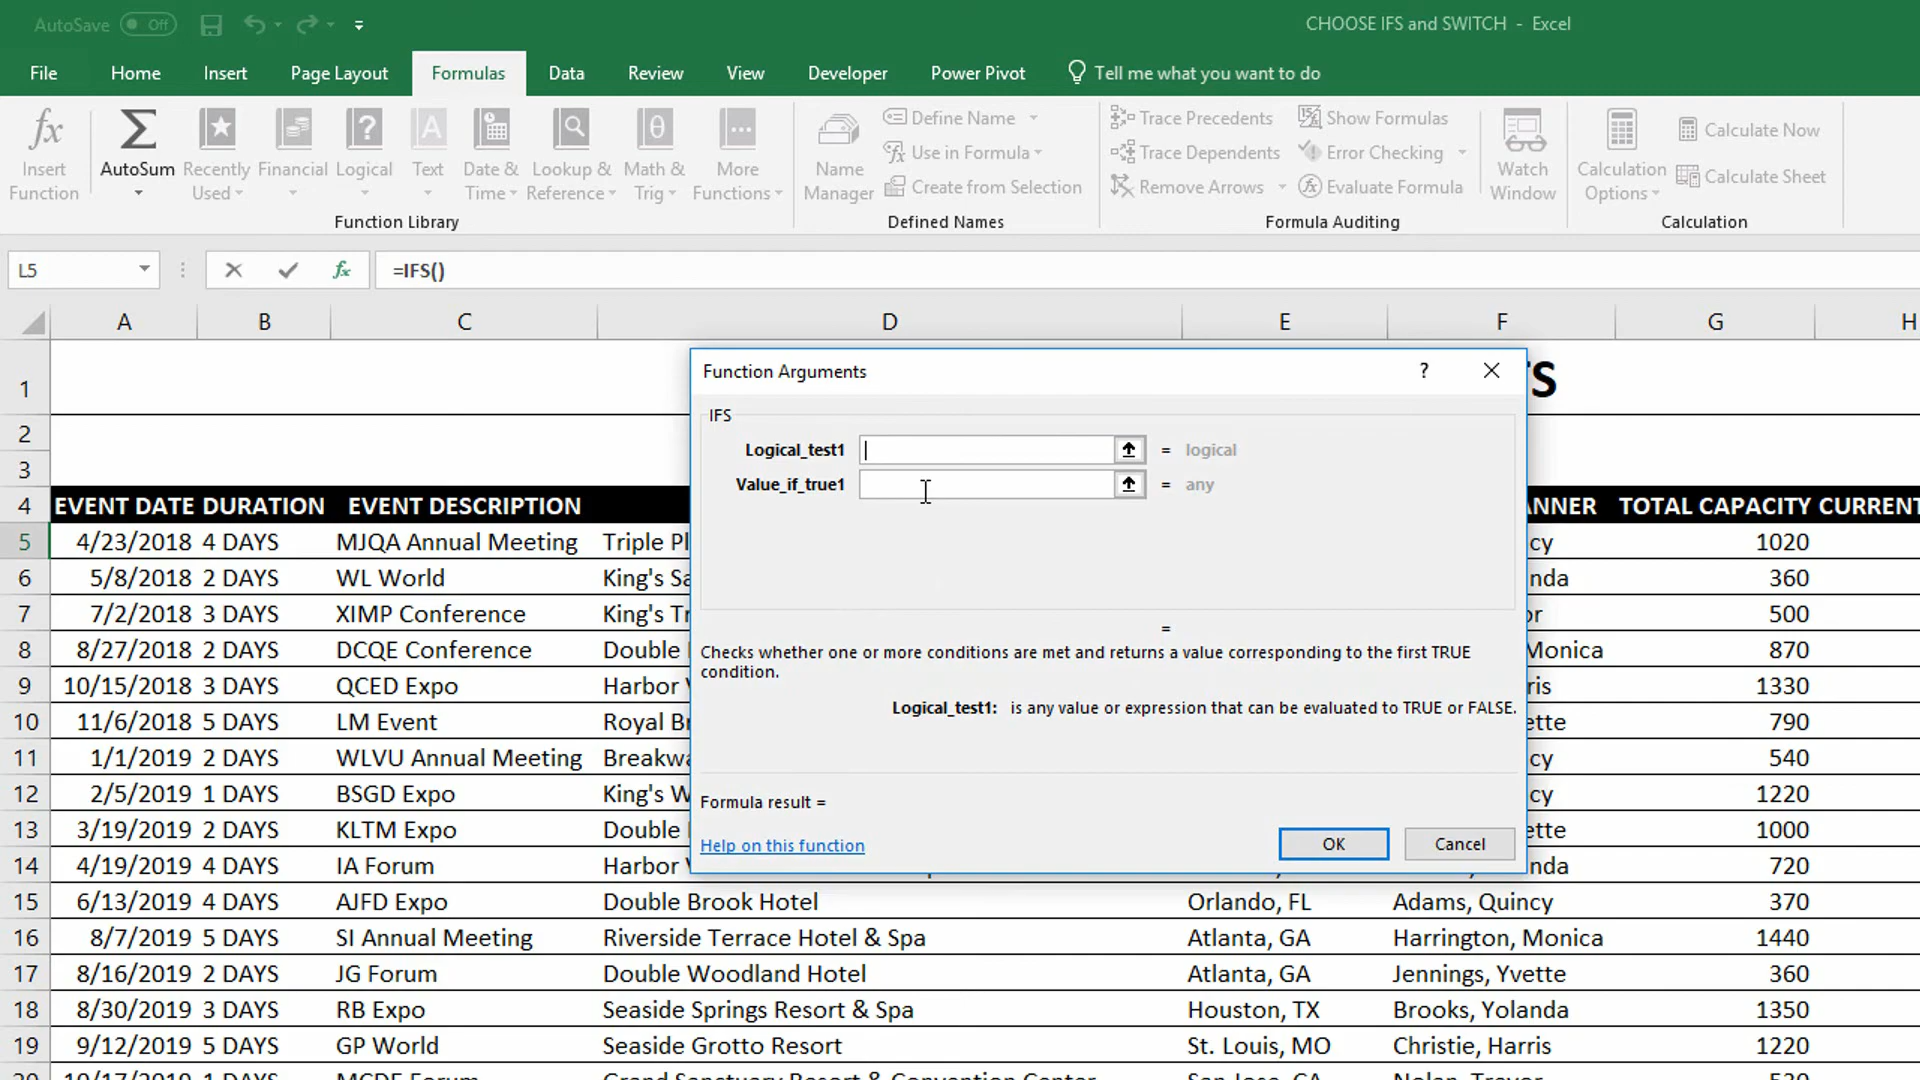 AutoSave Off CHOOSE IFS and SWITCH - Excel
File Home Insert Page Layout Formulas Data Review View Developer Power Pivot Tell me what you want to do
fx Insert Function
AutoSum
Recently Used
Financial
Logical
Text
Date & Time
Lookup & Reference
Math & Trig
More Functions
Function Library
Name Manager
Define Name
Use in Formula
Create from Selection
Defined Names
Trace Precedents
Trace Dependents
Remove Arrows
Show Formulas
Error Checking
Evaluate Formula
Formula Auditing
Watch Window
Calculation Options
Calculate Now
Calculate Sheet
Calculation
L5 fx =IFS()
A B C D E F G H
1 S
2
3
4 EVENT DATE DURATION EVENT DESCRIPTION ANNER TOTAL CAPACITY CURRENT
5 4/23/2018 4 DAYS MJQA Annual Meeting Triple Pl cy 1020
6 5/8/2018 2 DAYS WL World King's Sa nda 360
7 7/2/2018 3 DAYS XIMP Conference King's Tr or 500
8 8/27/2018 2 DAYS DCQE Conference Double Monica 870
9 10/15/2018 3 DAYS QCED Expo Harbor ris 1330
10 11/6/2018 5 DAYS LM Event Royal Br ette 790
11 1/1/2019 2 DAYS WLVU Annual Meeting Breakwa cy 540
12 2/5/2019 1 DAYS BSGD Expo King's W cy 1220
13 3/19/2019 2 DAYS KLTM Expo Double ette 1000
14 4/19/2019 4 DAYS IA Forum Harbor nda 720
15 6/13/2019 4 DAYS AJFD Expo Double Brook Hotel Orlando, FL Adams, Quincy 370
16 8/7/2019 5 DAYS SI Annual Meeting Riverside Terrace Hotel & Spa Atlanta, GA Harrington, Monica 1440
17 8/16/2019 2 DAYS JG Forum Double Woodland Hotel Atlanta, GA Jennings, Yvette 360
18 8/30/2019 3 DAYS RB Expo Seaside Springs Resort & Spa Houston, TX Brooks, Yolanda 1350
19 9/12/2019 5 DAYS GP World Seaside Grotto Resort St. Louis, MO Christie, Harris 1220
Function Arguments ?
IFS
Logical_test1 = logical
Value_if_true1 = any
=
Checks whether one or more conditions are met and returns a value corresponding to the first TRUE
condition.
Logical_test1: is any value or expression that can be evaluated to TRUE or FALSE.
Formula result =
Help on this function OK Cancel